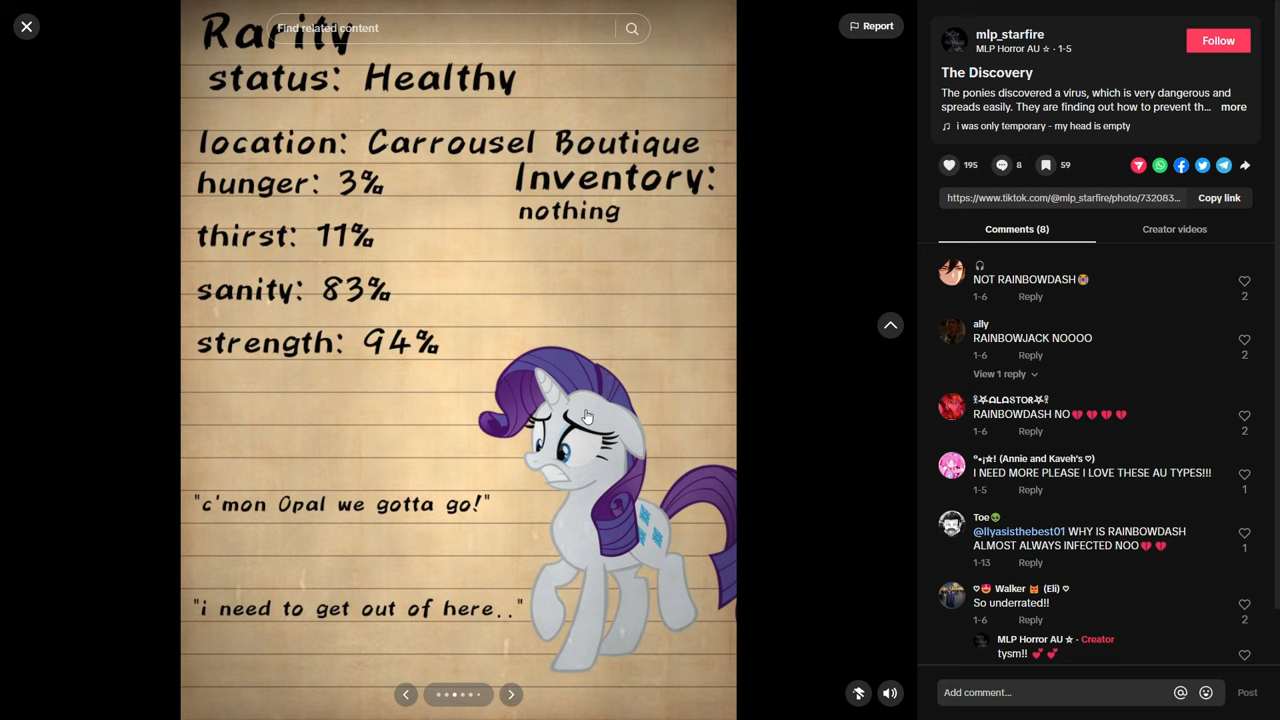 Rarity
Find related content
status: Healthy
location: Carrousel Boutique
hunger: 3%
Inventory:
nothing
thirst: 11%
sanity: 83%
strength: 94%
"c'mon Opal we gotta go!"
"i need to get out of here.."
Report
mlp_starfire
MLP Horror AU ☆ · 1-5
Follow
The Discovery
The ponies discovered a virus, which is very dangerous and
spreads easily. They are finding out how to prevent th... more
i was only temporary - my head is empty
195
8
59
https://www.tiktok.com/@mlp_starfire/photo/732083...
Copy link
Comments (8)
Creator videos
🎧
NOT RAINBOWDASH😭
1-6 Reply
2
ally
RAINBOWJACK NOOOO
1-6 Reply
2
View 1 reply
RAINBOWDASH NO💔💔💔💔
1-6 Reply
2
°•¡☆! (Annie and Kaveh's♡)
I NEED MORE PLEASE I LOVE THESE AU TYPES!!!
1-5 Reply
1
Toe👽
@llyasisthebest01 WHY IS RAINBOWDASH
ALMOST ALWAYS INFECTED NOO💔💔
1-13 Reply
1
♡😍 Walker 🐱 (Eli) ♡
So underrated!!
1-6 Reply
2
MLP Horror AU ☆ · Creator
tysm!! 💕💕
Add comment...
Post